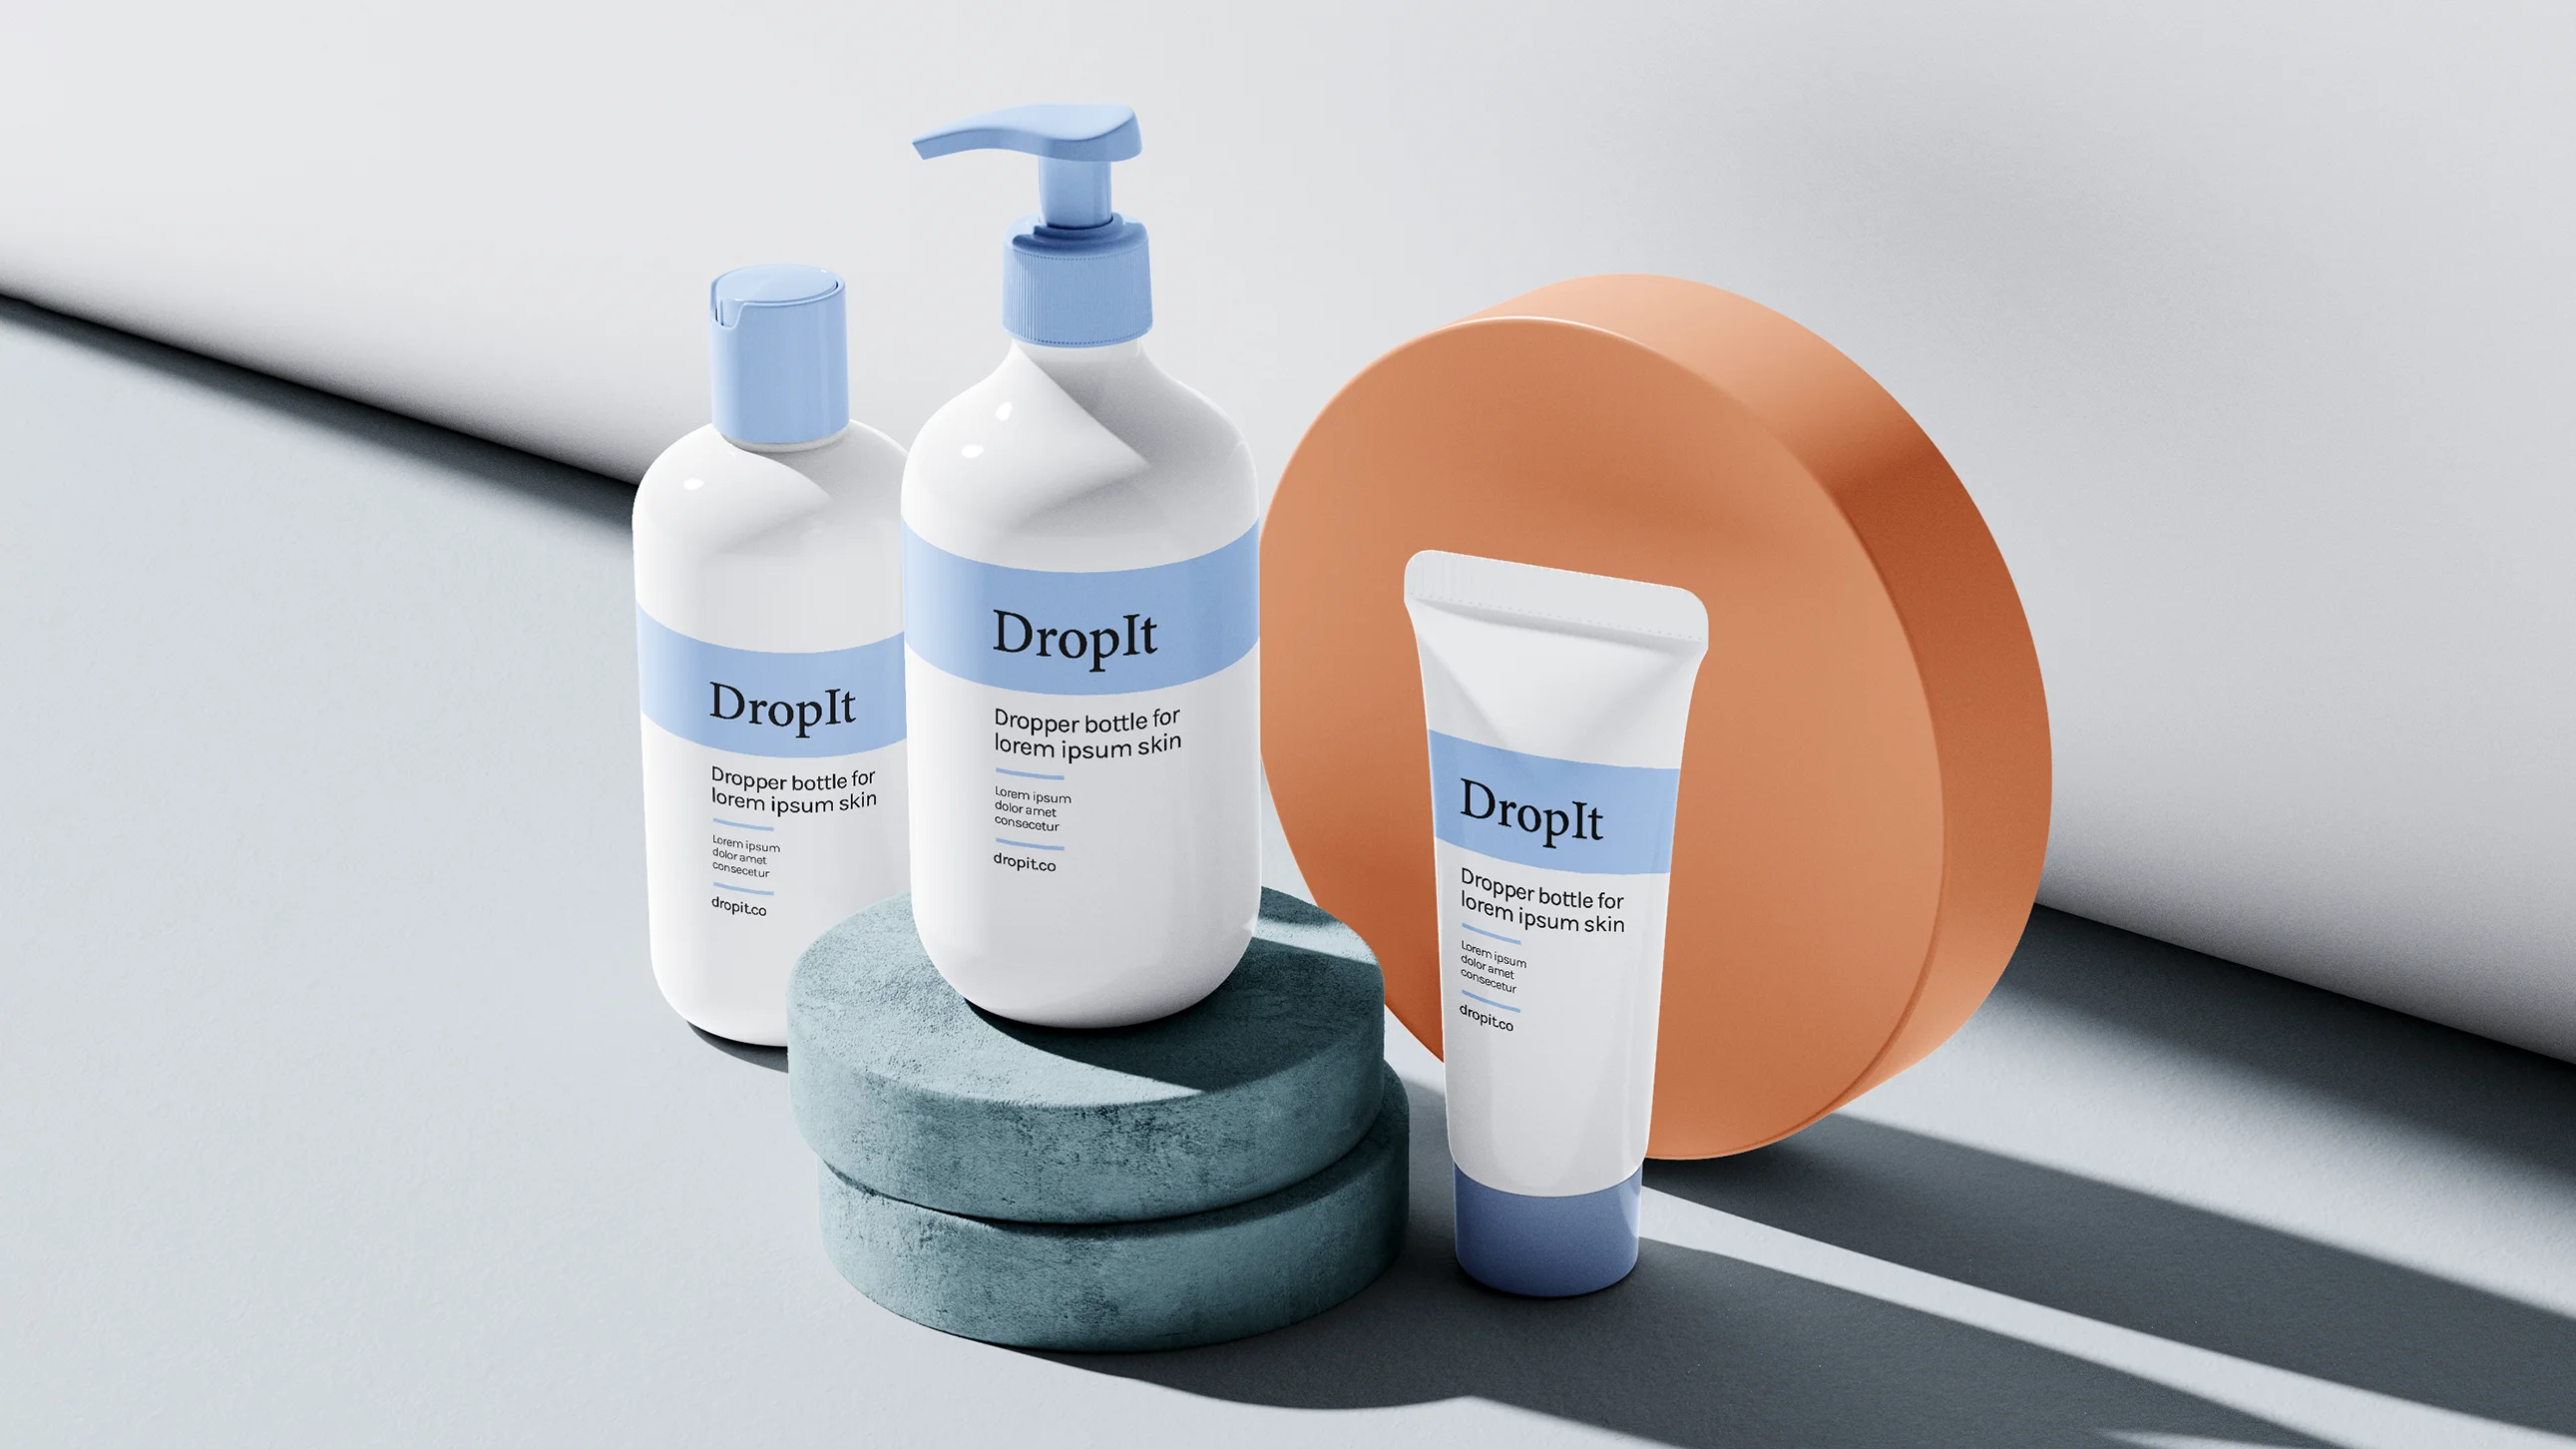 DropIt
Dropper bottle for
lorem ipsum skin
Lorem ipsum
dolor amet
consecetur
dropit.co
DropIt
Dropper bottle for
lorem ipsum skin
Lorem ipsum
dolor amet
consecetur
dropit.co
DropIt
Dropper bottle for
lorem ipsum skin
Lorem ipsum
dolor amet
consecetur
dropit.co